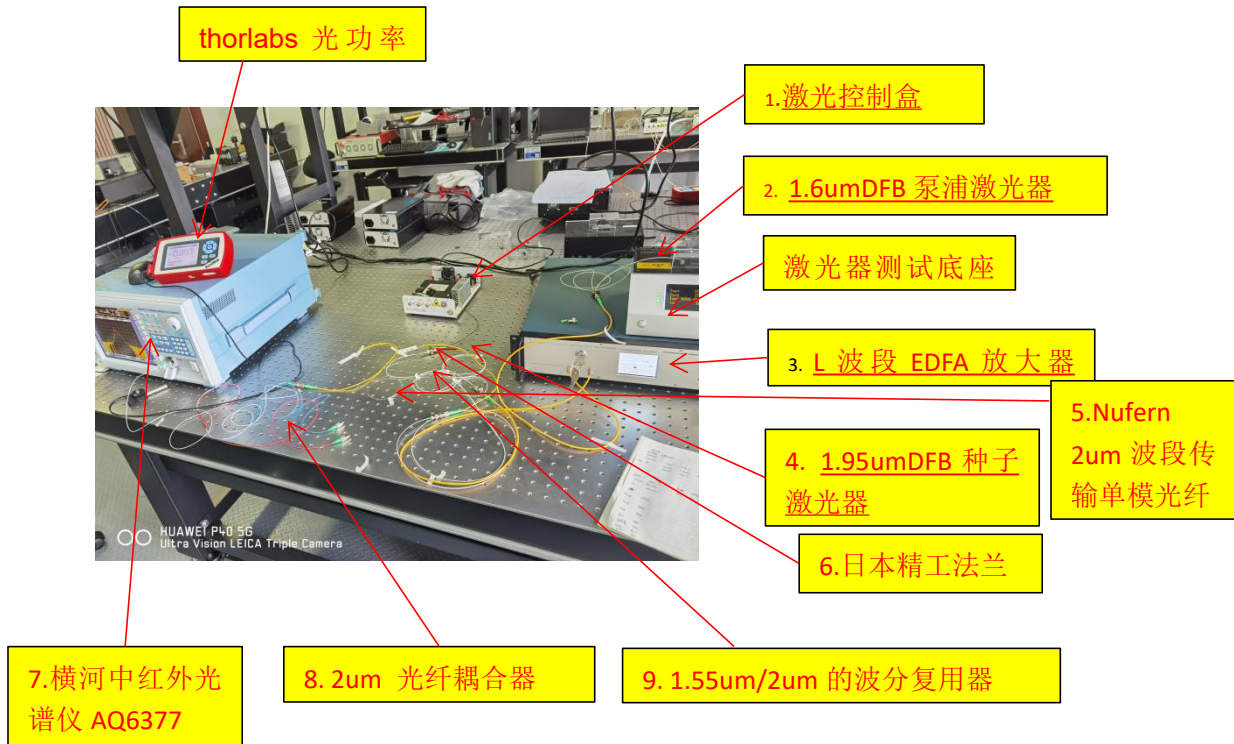 thorlabs 光功率
1.激光控制盒
2. 1.6umDFB 泵浦激光器
激光器测试底座
3. L 波段 EDFA 放大器
5.Nufern
2um 波段传
输单模光纤
4. 1.95umDFB 种子
激光器
6.日本精工法兰
HUAWEI P40 5G
Ultra Vision LEICA Triple Camera
7.横河中红外光
谱仪 AQ6377
8. 2um 光纤耦合器
9. 1.55um/2um 的波分复用器